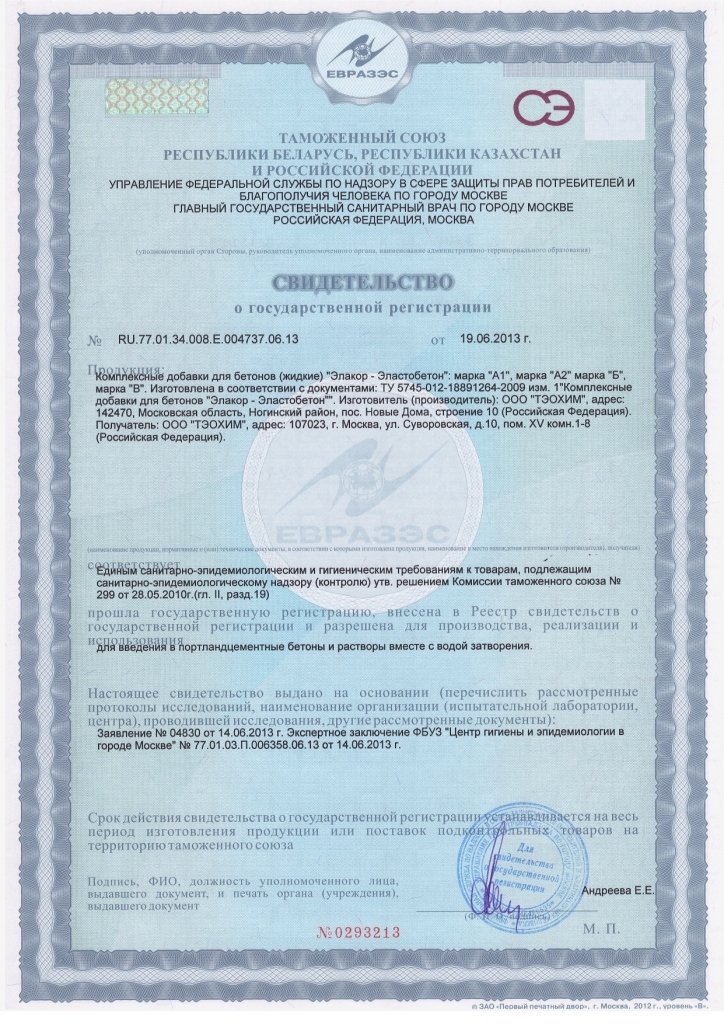 ЕВРАЗЭС
СЭ
ТАМОЖЕННЫЙ СОЮЗ
РЕСПУБЛИКИ БЕЛАРУСЬ, РЕСПУБЛИКИ КАЗАХСТАН
И РОССИЙСКОЙ ФЕДЕРАЦИИ
УПРАВЛЕНИЕ ФЕДЕРАЛЬНОЙ СЛУЖБЫ ПО НАДЗОРУ В СФЕРЕ ЗАЩИТЫ ПРАВ ПОТРЕБИТЕЛЕЙ И
БЛАГОПОЛУЧИЯ ЧЕЛОВЕКА ПО ГОРОДУ МОСКВЕ
ГЛАВНЫЙ ГОСУДАРСТВЕННЫЙ САНИТАРНЫЙ ВРАЧ ПО ГОРОДУ МОСКВЕ
РОССИЙСКАЯ ФЕДЕРАЦИЯ, МОСКВА
(уполномоченный орган Стороны, руководитель уполномоченного органа, наименование административно-территориального образования)
СВИДЕТЕЛЬСТВО
о государственной регистрации
№ RU.77.01.34.008.Е.004737.06.13 от 19.06.2013 г.
Продукция:
Комплексные добавки для бетонов (жидкие) "Элакор - Эластобетон": марка "А1", марка "А2" марка "Б",
марка "В". Изготовлена в соответствии с документами: ТУ 5745-012-18891264-2009 изм. 1"Комплексные
добавки для бетонов "Элакор - Эластобетон"". Изготовитель (производитель): ООО "ТЭОХИМ", адрес:
142470, Московская область, Ногинский район, пос. Новые Дома, строение 10 (Российская Федерация).
Получатель: ООО "ТЭОХИМ", адрес: 107023, г. Москва, ул. Суворовская, д.10, пом. XV комн.1-8
(Российская Федерация).
ЕВРАЗЭС
(наименование продукции, нормативные и (или) технические документы, в соответствии с которыми изготовлена продукция, наименование и место нахождения изготовителя (производителя), получателя)
соответствует
Единым санитарно-эпидемиологическим и гигиеническим требованиям к товарам, подлежащим
санитарно-эпидемиологическому надзору (контролю) утв. решением Комиссии таможенного союза №
299 от 28.05.2010г.(гл. II, разд.19)
прошла государственную регистрацию, внесена в Реестр свидетельств о
государственной регистрации и разрешена для производства, реализации и
использования
для введения в портландцементные бетоны и растворы вместе с водой затворения.
Настоящее свидетельство выдано на основании (перечислить рассмотренные
протоколы исследований, наименование организации (испытательной лаборатории,
центра), проводившей исследования, другие рассмотренные документы):
Заявление № 04830 от 14.06.2013 г. Экспертное заключение ФБУЗ "Центр гигиены и эпидемиологии в
городе Москве" № 77.01.03.П.006358.06.13 от 14.06.2013 г.
Срок действия свидетельства о государственной регистрации устанавливается на весь
период изготовления продукции или поставок подконтрольных товаров на
территорию таможенного союза
Для
свидетельства
о государственной
регистрации
Подпись, ФИО, должность уполномоченного лица,
выдавшего документ, и печать органа (учреждения),
выдавшего документ
Андреева Е.Е.
(Ф. И. О./подпись)
№0293213
М. П.
© ЗАО «Первый печатный двор», г. Москва, 2012 г., уровень «В».